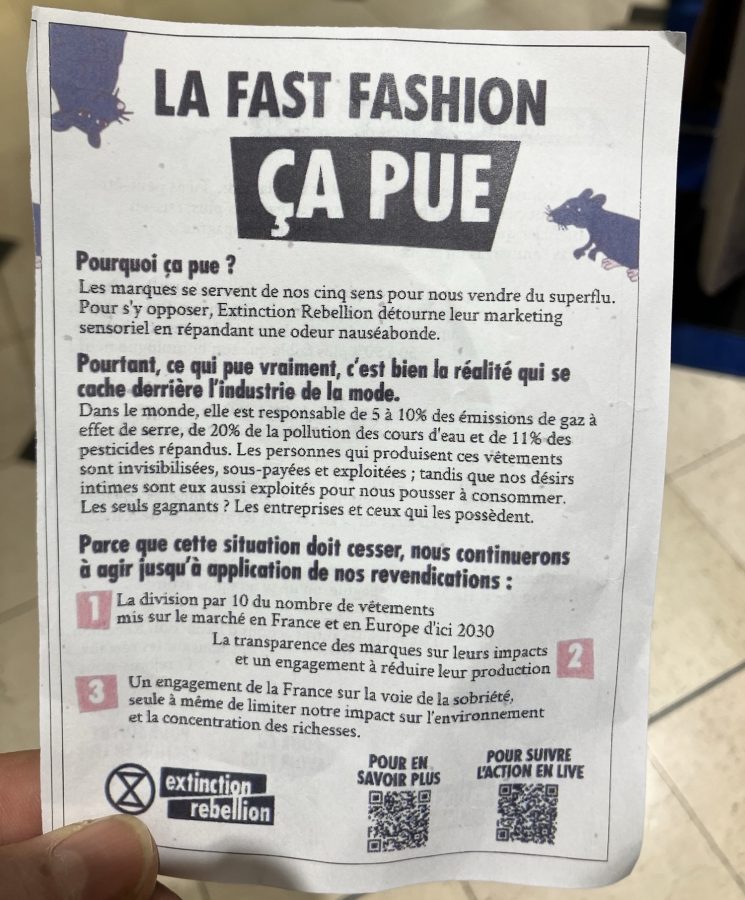 LA FAST FASHION
ÇA PUE
Pourquoi ça pue ?
Les marques se servent de nos cinq sens pour nous vendre du superflu.
Pour s'y opposer, Extinction Rebellion détourne leur marketing
sensoriel en répandant une odeur nauséabonde.
Pourtant, ce qui pue vraiment, c'est bien la réalité qui se
cache derrière l'industrie de la mode.
Dans le monde, elle est responsable de 5 à 10% des émissions de gaz à
effet de serre, de 20% de la pollution des cours d'eau et de 11% des
pesticides répandus. Les personnes qui produisent ces vêtements
sont invisibilisées, sous-payées et exploitées ; tandis que nos désirs
intimes sont eux aussi exploités pour nous pousser à consommer.
Les seuls gagnants ? Les entreprises et ceux qui les possèdent.
Parce que cette situation doit cesser, nous continuerons
à agir jusqu'à application de nos revendications :
1 La division par 10 du nombre de vêtements
mis sur le marché en France et en Europe d'ici 2030
La transparence des marques sur leurs impacts
et un engagement à réduire leur production 2
3 Un engagement de la France sur la voie de la sobriété,
seule à même de limiter notre impact sur l'environnement
et la concentration des richesses.
extinction
rebellion
POUR EN
SAVOIR PLUS
POUR SUIVRE
L'ACTION EN LIVE